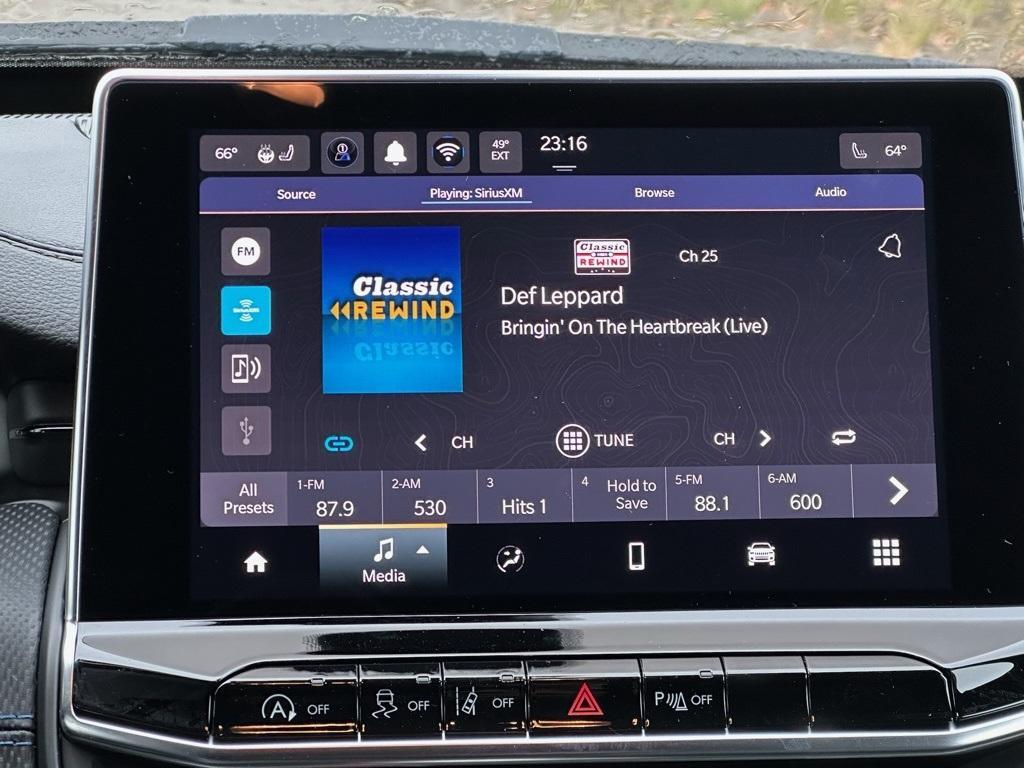 66°
1
49°
EXT
23:16
64°
Source
Playing: SiriusXM
Browse
Audio
FM
Classic
REWIND
Ch 25
Classic
REWIND
Def Leppard
SiriusXM
Bringin' On The Heartbreak (Live)
CH
TUNE
CH
All
Presets
1-FM
87.9
2-AM
530
3
Hits 1
4
Hold to
Save
5-FM
88.1
6-AM
600
Media
A
OFF
OFF
OFF
P
OFF